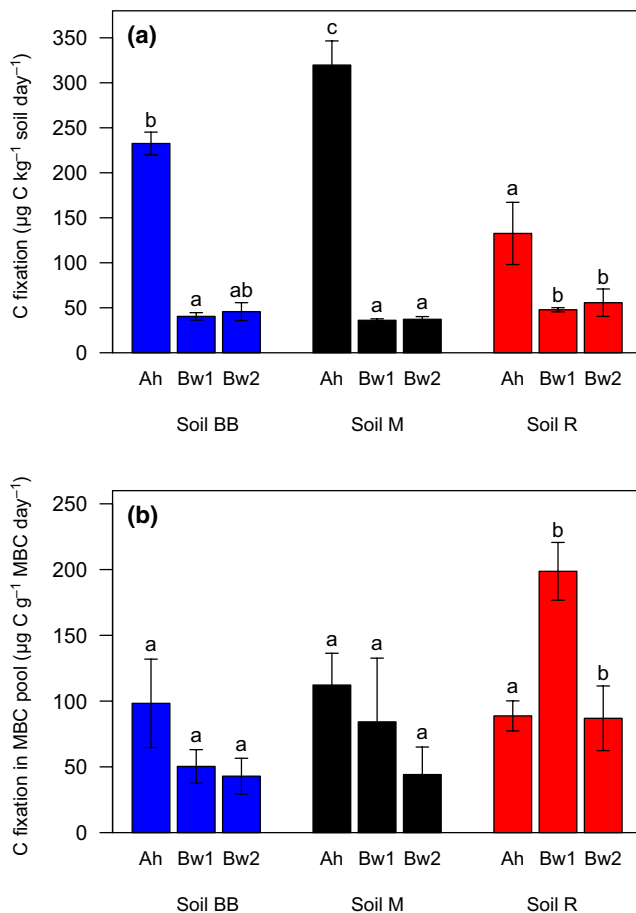 (a)
C fixation (µg C kg⁻¹ soil day⁻¹)
350
300
250
200
150
100
50
0
b
a
ab
c
a
a
a
b
b
Ah Bw1 Bw2 Ah Bw1 Bw2 Ah Bw1 Bw2
Soil BB Soil M Soil R
(b)
C fixation in MBC pool (µg C g⁻¹ MBC day⁻¹)
250
200
150
100
50
0
a
a
a
a
a
a
a
b
b
Ah Bw1 Bw2 Ah Bw1 Bw2 Ah Bw1 Bw2
Soil BB Soil M Soil R